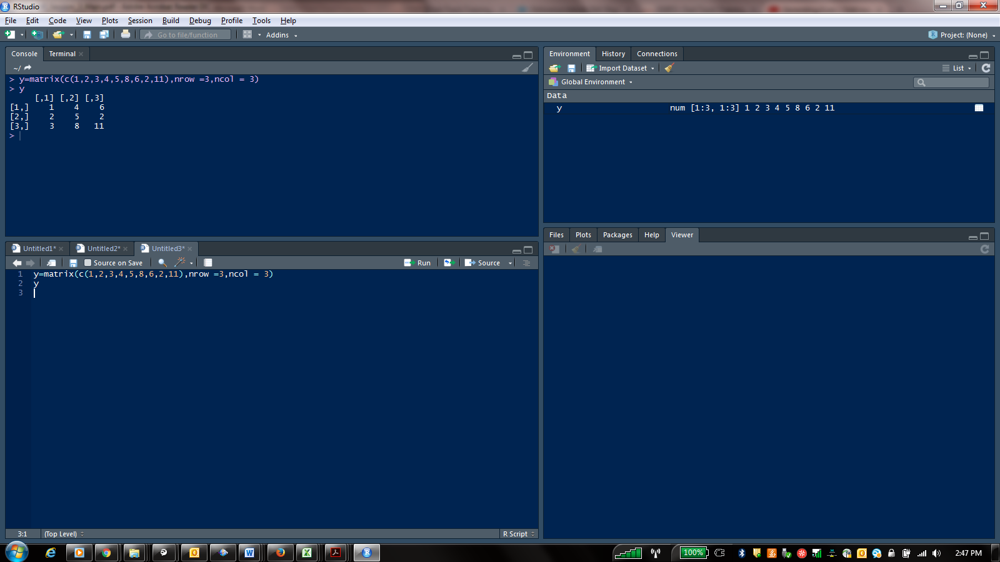 RStudio
File Edit Code View Plots Session Build Debug Profile Tools Help
Go to file/function Addins Project: (None)
Console Terminal
~/
> y=matrix(c(1,2,3,4,5,8,6,2,11),nrow =3,ncol = 3)
> y
[,1] [,2] [,3]
[1,] 1 4 6
[2,] 2 5 2
[3,] 3 8 11
>
Environment History Connections
Import Dataset List
Global Environment
Data
y num [1:3, 1:3] 1 2 3 4 5 8 6 2 11
Untitled1* Untitled2* Untitled3*
Source on Save Run Source
1 y=matrix(c(1,2,3,4,5,8,6,2,11),nrow =3,ncol = 3)
2 y
3
3:1 (Top Level) R Script
Files Plots Packages Help Viewer
100% 2:47 PM